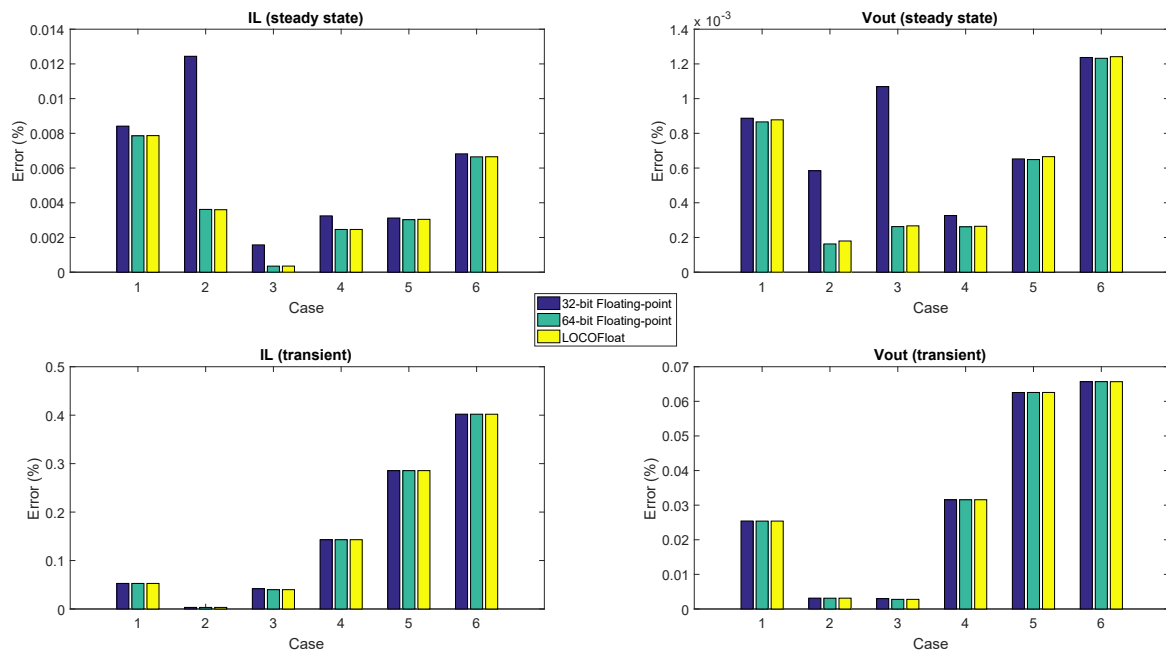 IL (steady state)
0.014
0.012
0.01
0.008
0.006
0.004
0.002
0
Error (%)
1 2 3 4 5 6
Case
Vout (steady state)
× 10⁻³
1.4
1.2
1
0.8
0.6
0.4
0.2
0
Error (%)
1 2 3 4 5 6
Case
32-bit Floating-point
64-bit Floating-point
LOCOFloat
IL (transient)
0.5
0.4
0.3
0.2
0.1
0
Error (%)
1 2 3 4 5 6
Case
Vout (transient)
0.07
0.06
0.05
0.04
0.03
0.02
0.01
0
Error (%)
1 2 3 4 5 6
Case